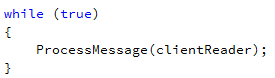 while (true)
{
    ProcessMessage(clientReader);
}